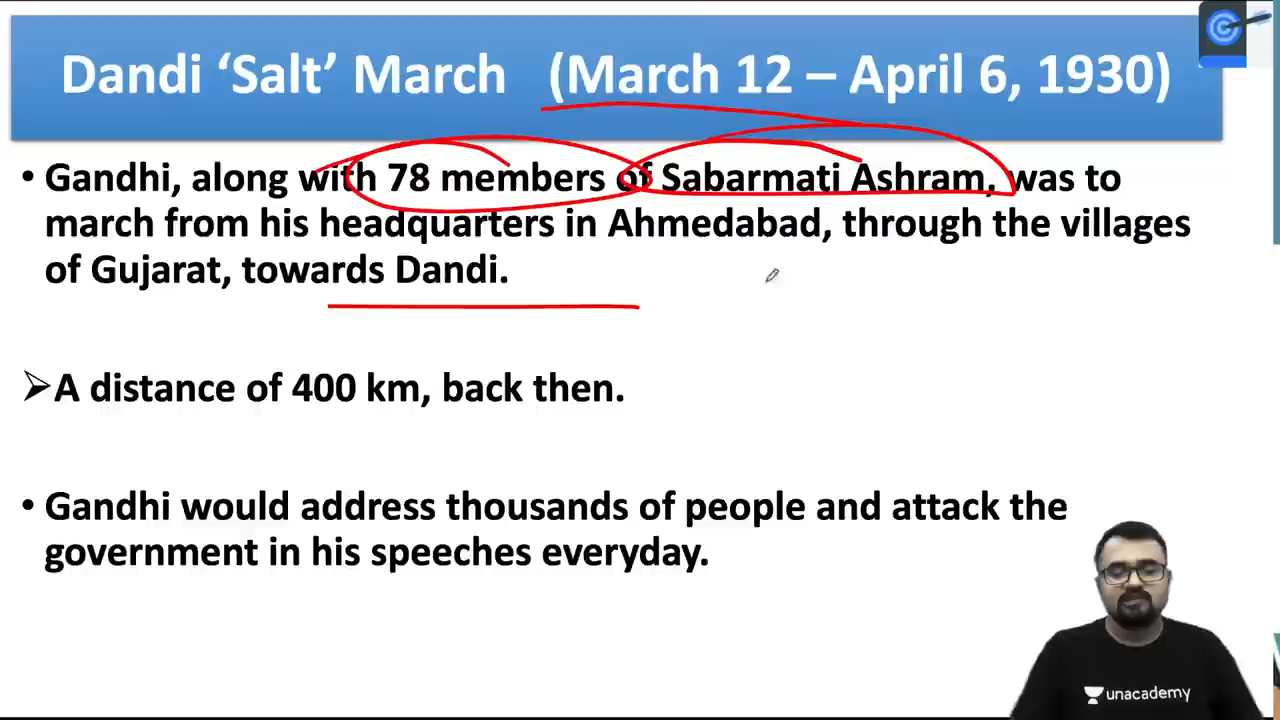 Dandi ‘Salt’ March (March 12 – April 6, 1930)
• Gandhi, along with 78 members of Sabarmati Ashram, was to
march from his headquarters in Ahmedabad, through the villages
of Gujarat, towards Dandi.
➢A distance of 400 km, back then.
• Gandhi would address thousands of people and attack the
government in his speeches everyday.
unacademy